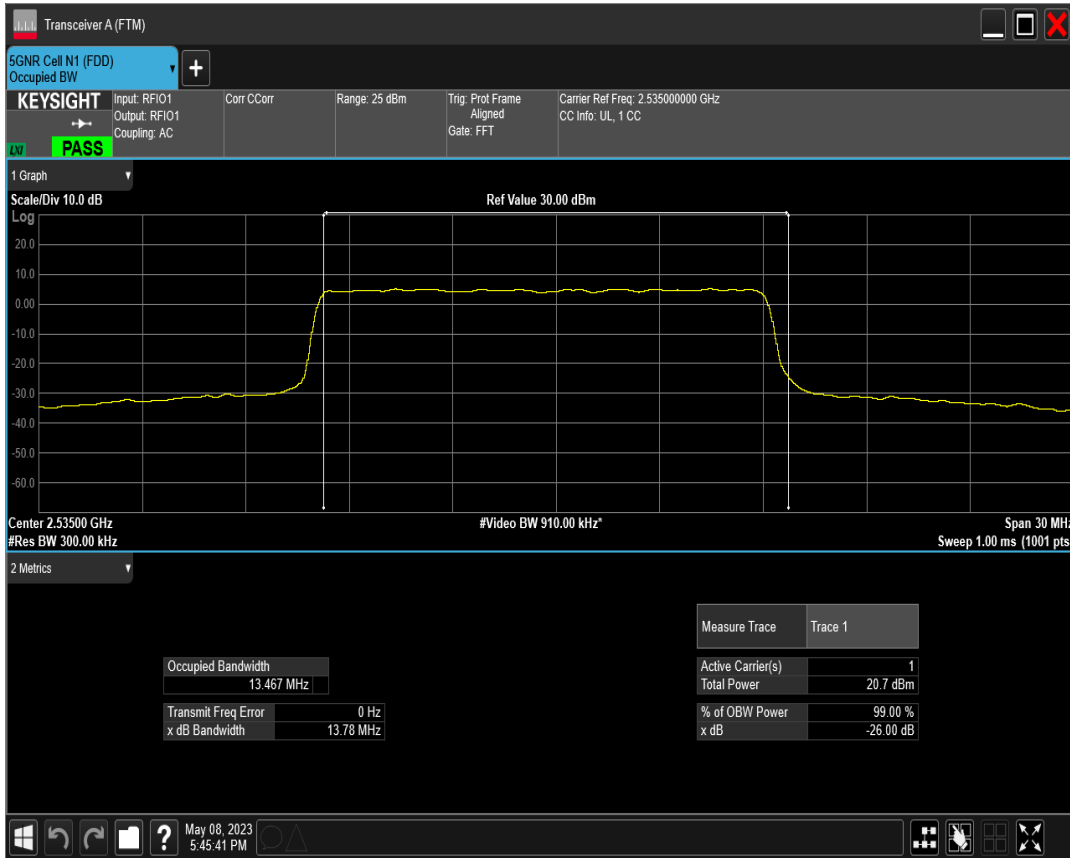 Transceiver A (FTM)
5GNR Cell N1 (FDD)
Occupied BW
+
KEYSIGHT
LXI
PASS
Input: RFIO1
Output: RFIO1
Coupling: AC
Corr CCorr
Range: 25 dBm
Trig: Prot Frame
Aligned
Gate: FFT
Carrier Ref Freq: 2.535000000 GHz
CC Info: UL, 1 CC
1 Graph
Scale/Div 10.0 dB
Ref Value 30.00 dBm
Log
20.0
10.0
0.00
-10.0
-20.0
-30.0
-40.0
-50.0
-60.0
Center 2.53500 GHz
#Video BW 910.00 kHz*
Span 30 MHz
#Res BW 300.00 kHz
Sweep 1.00 ms (1001 pts
2 Metrics
Measure Trace Trace 1
Occupied Bandwidth
13.467 MHz
Transmit Freq Error 0 Hz
x dB Bandwidth 13.78 MHz
Active Carrier(s) 1
Total Power 20.7 dBm
% of OBW Power 99.00 %
x dB -26.00 dB
?
May 08, 2023
5:45:41 PM